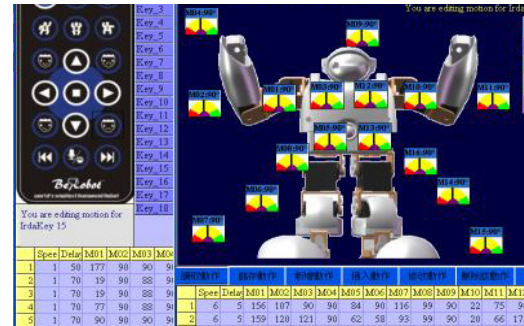 Key_3
Key_4
Key_5
Key_6
Key_7
Key_8
Key_9
Key_10
Key_11
Key_12
Key_13
Key_14
Key_15
Key_16
Key_17
Key_18
BeRobot
You are editing motion for
IrdaKey 15
You are editing motion for Irda
M04:90°
M09:90°
M02:90°
M01:90°
M03:90°
M12:90°
M10:90°
M11:90°
M05:90°
M13:90°
M08:90°
M16:90°
M06:90°
M14:90°
M07:90°
M15:90°
Spee Delay M01 M02 M03 M04
1 1 50 177 90 90
2 1 70 19 90 88
3 1 70 19 90 88
4 1 70 77 90 88
5 1 70 90 90 90
Spee Delay M01 M02 M03 M04 M05 M06 M07 M08 M09 M10 M11 M12
1 6 5 156 107 90 90 84 90 116 99 90 22 75
2 6 5 159 120 121 90 62 58 93 99 90 20 66